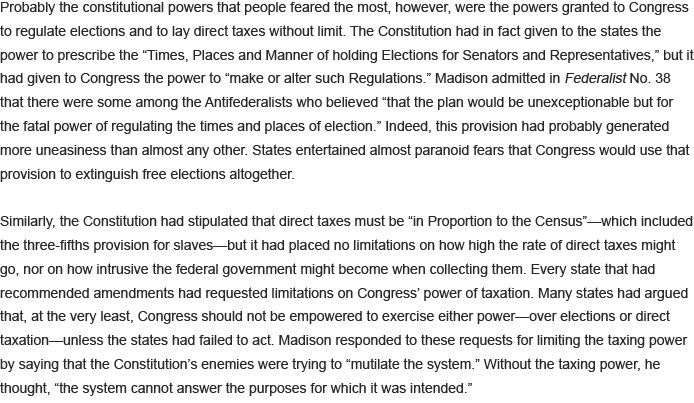 Probably the constitutional powers that people feared the most, however, were the powers granted to Congress
to regulate elections and to lay direct taxes without limit. The Constitution had in fact given to the states the
power to prescribe the “Times, Places and Manner of holding Elections for Senators and Representatives,” but it
had given to Congress the power to “make or alter such Regulations.” Madison admitted in Federalist No. 38
that there were some among the Antifederalists who believed “that the plan would be unexceptionable but for
the fatal power of regulating the times and places of election.” Indeed, this provision had probably generated
more uneasiness than almost any other. States entertained almost paranoid fears that Congress would use that
provision to extinguish free elections altogether.

Similarly, the Constitution had stipulated that direct taxes must be “in Proportion to the Census”—which included
the three-fifths provision for slaves—but it had placed no limitations on how high the rate of direct taxes might
go, nor on how intrusive the federal government might become when collecting them. Every state that had
recommended amendments had requested limitations on Congress’ power of taxation. Many states had argued
that, at the very least, Congress should not be empowered to exercise either power—over elections or direct
taxation—unless the states had failed to act. Madison responded to these requests for limiting the taxing power
by saying that the Constitution’s enemies were trying to “mutilate the system.” Without the taxing power, he
thought, “the system cannot answer the purposes for which it was intended.”